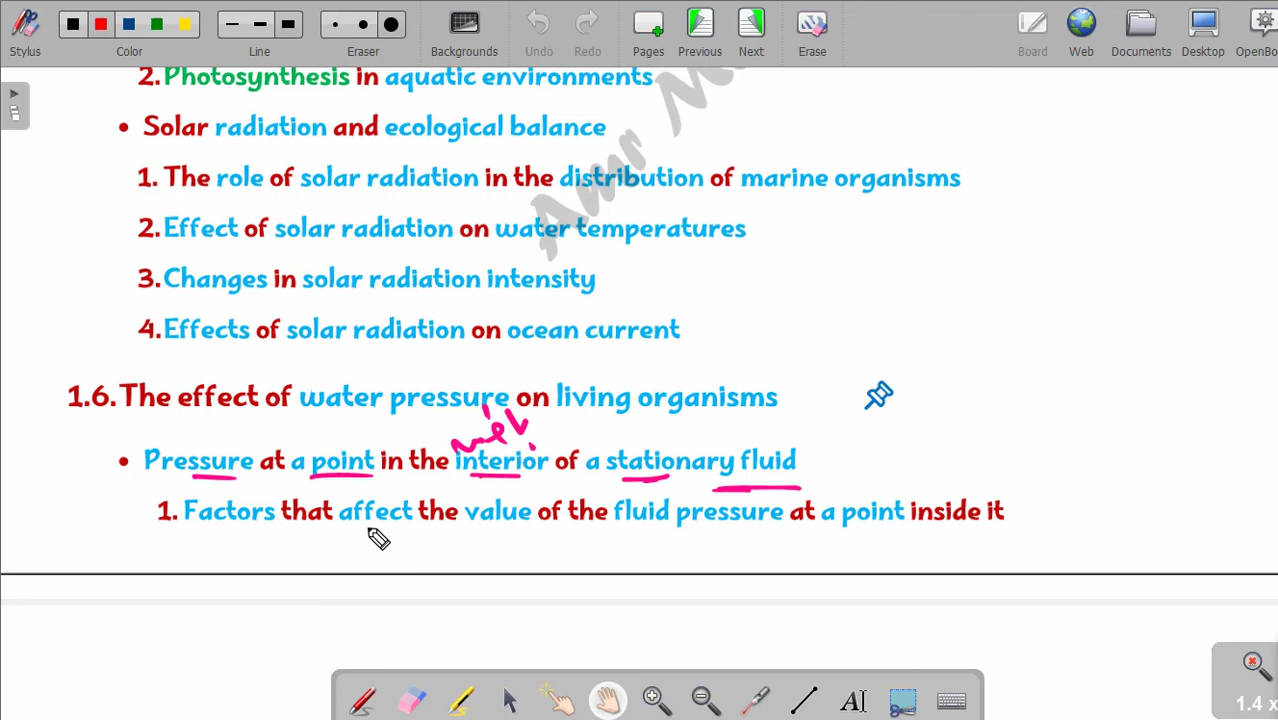 Stylus
Color
Line
Eraser
Backgrounds
Undo
Redo
Pages
Previous
Next
Erase
Board
Web
Documents
Desktop
2. Photosynthesis in aquatic environments
• Solar radiation and ecological balance
1. The role of solar radiation in the distribution of marine organisms
2. Effect of solar radiation on water temperatures
3. Changes in solar radiation intensity
4. Effects of solar radiation on ocean current
1.6. The effect of water pressure on living organisms
• Pressure at a point in the interior of a stationary fluid
1. Factors that affect the value of the fluid pressure at a point inside it
Amr
1.4 x